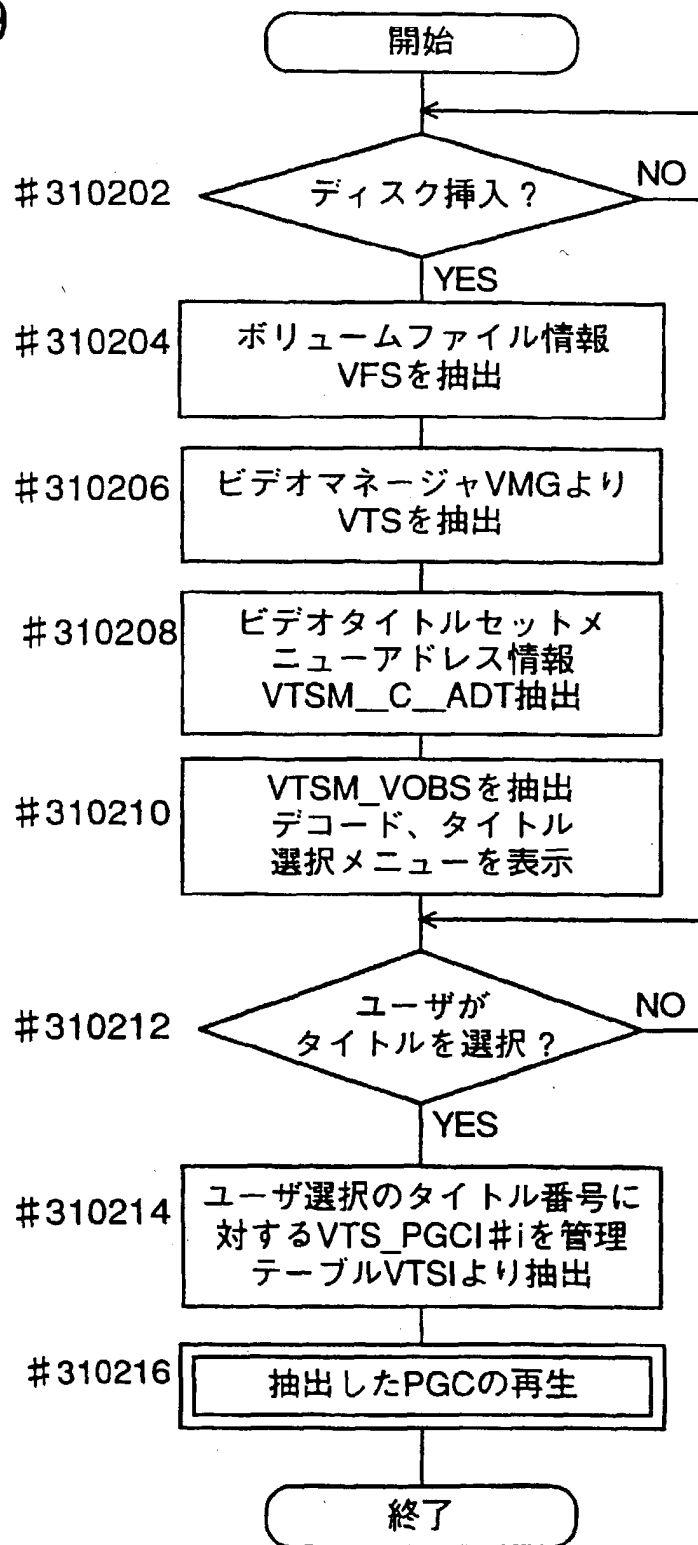 9
開始
#310202
ディスク挿入？
NO
YES
#310204
ボリュームファイル情報
VFSを抽出
#310206
ビデオマネージャVMGより
VTSを抽出
#310208
ビデオタイトルセットメ
ニューアドレス情報
VTSM__C__ADT抽出
#310210
VTSM_VOBSを抽出
デコード、タイトル
選択メニューを表示
#310212
ユーザが
タイトルを選択？
NO
YES
#310214
ユーザ選択のタイトル番号に
対するVTS_PGCI#iを管理
テーブルVTSIより抽出
#310216
抽出したPGCの再生
終了